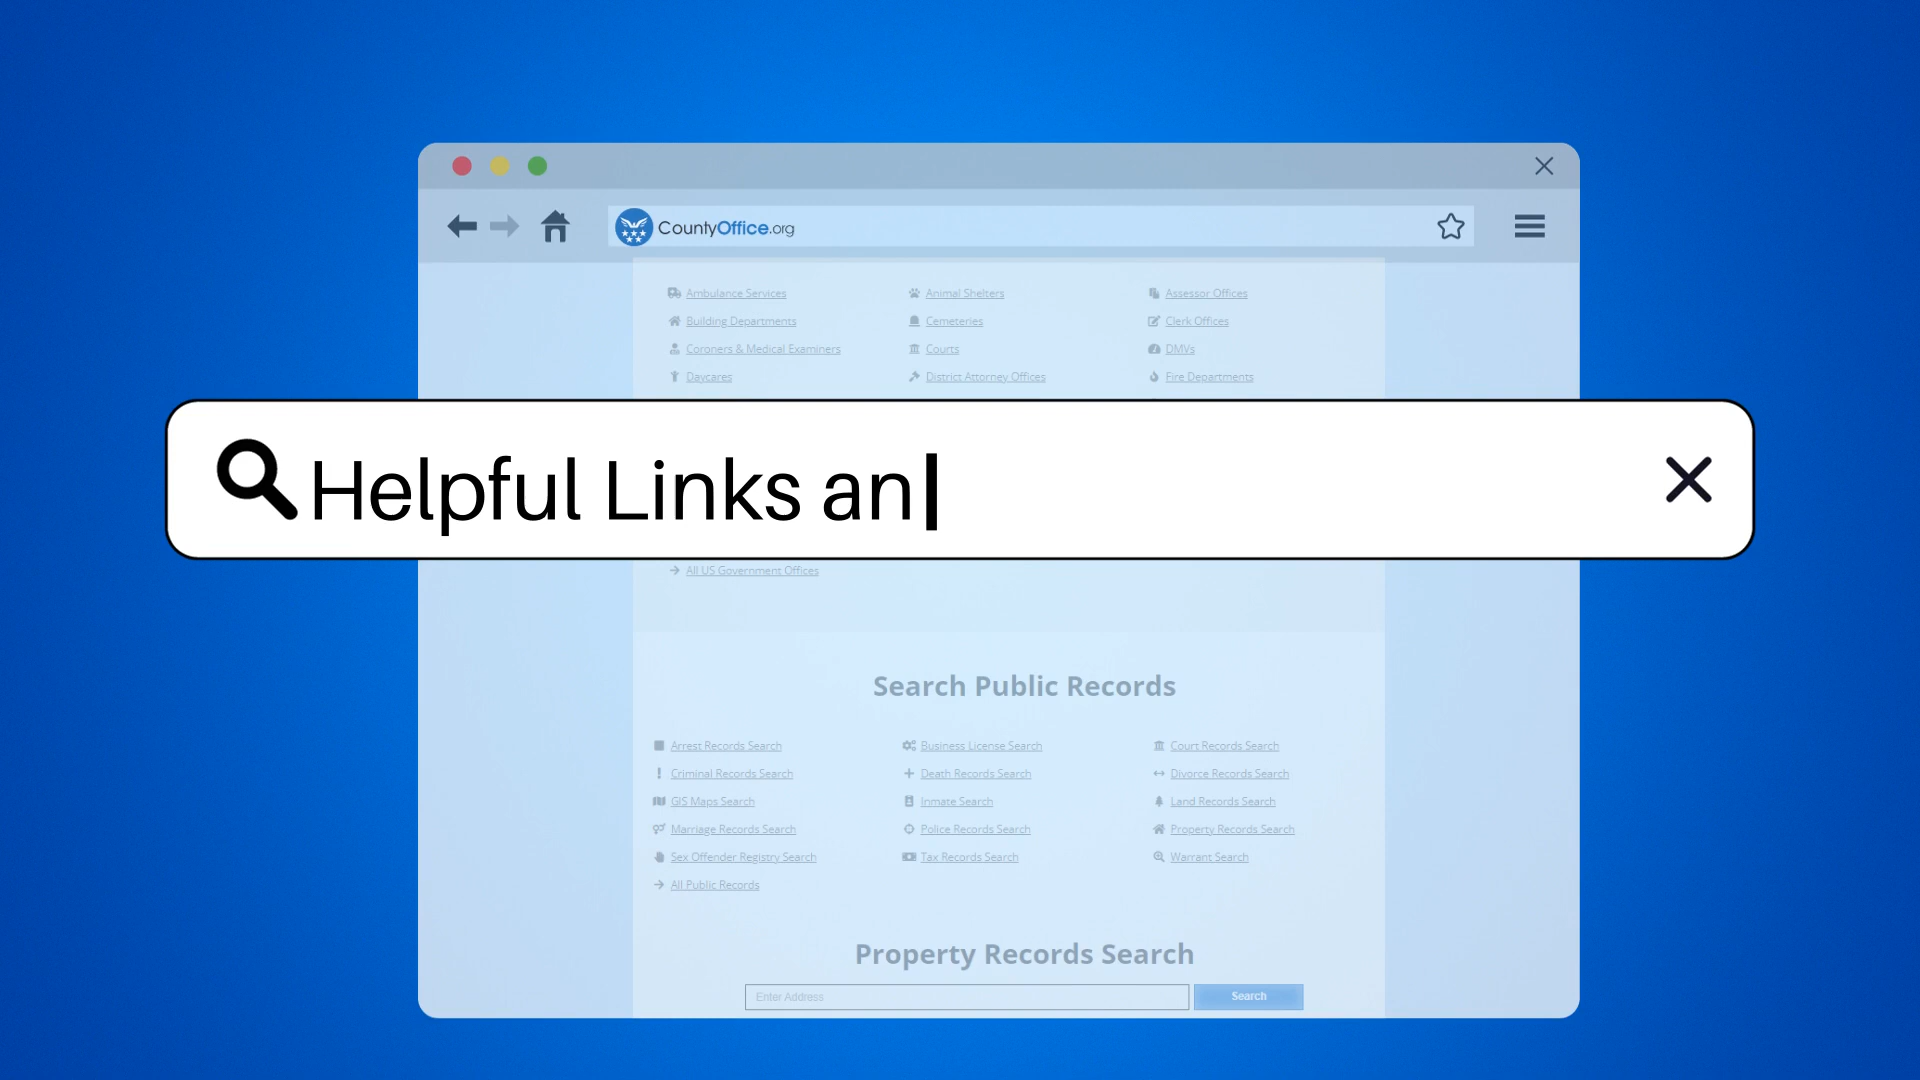 CountyOffice.org
Ambulance Services Animal Shelters Assessor Offices
Building Departments Cemeteries Clerk Offices
Coroners & Medical Examiners Courts DMVs
Daycares District Attorney Offices Fire Departments
Helpful Links an
All US Government Offices
Search Public Records
Arrest Records Search Business License Search Court Records Search
Criminal Records Search Death Records Search Divorce Records Search
GIS Maps Search Inmate Search Land Records Search
Marriage Records Search Police Records Search Property Records Search
Sex Offender Registry Search Tax Records Search Warrant Search
All Public Records
Property Records Search
Enter Address Search